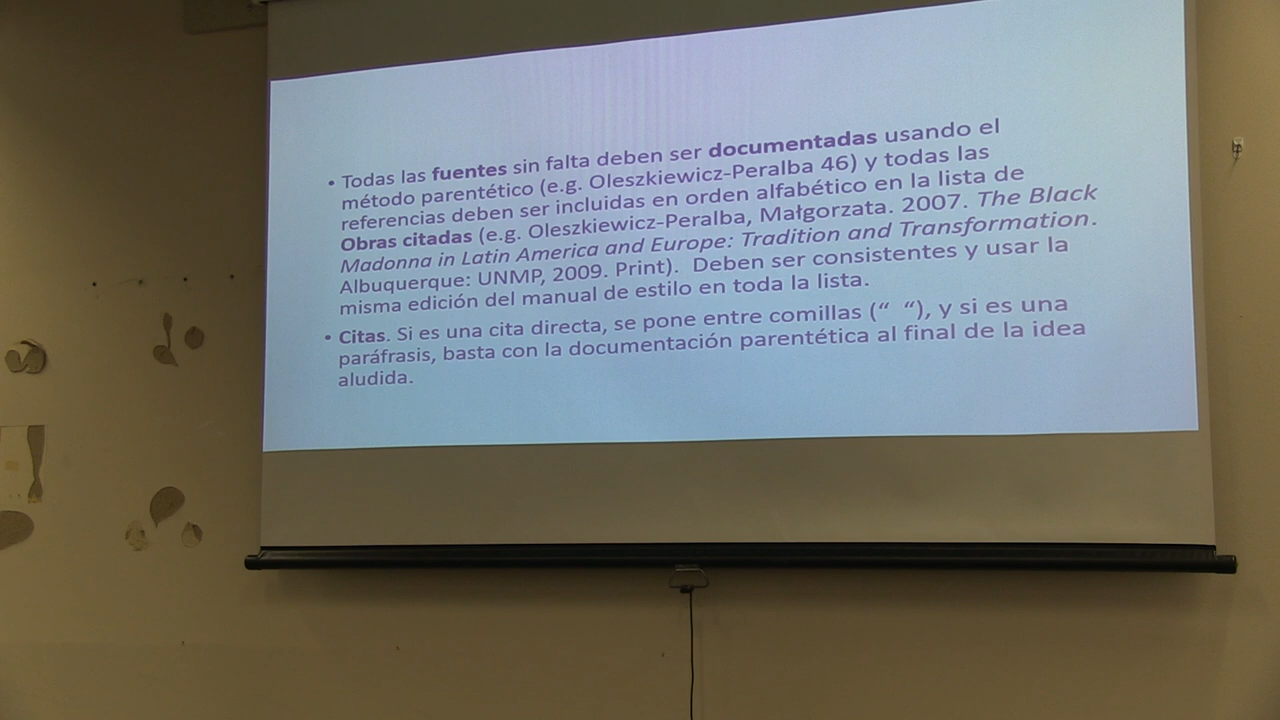 • Todas las fuentes sin falta deben ser documentadas usando el
método parentético (e.g. Oleszkiewicz-Peralba 46) y todas las
referencias deben ser incluidas en orden alfabético en la lista de
Obras citadas (e.g. Oleszkiewicz-Peralba, Małgorzata. 2007. The Black
Madonna in Latin America and Europe: Tradition and Transformation.
Albuquerque: UNMP, 2009. Print). Deben ser consistentes y usar la
misma edición del manual de estilo en toda la lista.
• Citas. Si es una cita directa, se pone entre comillas (“ “), y si es una
paráfrasis, basta con la documentación parentética al final de la idea
aludida.